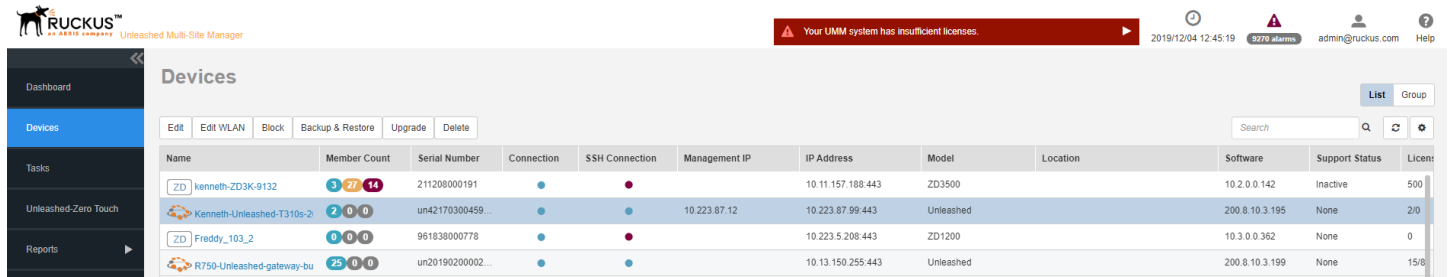 RUCKUS™
an ARRIS company
Unleashed Multi-Site Manager
Your UMM system has insufficient licenses.
2019/12/04 12:45:19
9270 alarms
admin@ruckus.com
Help
Dashboard
Devices
Tasks
Unleashed-Zero Touch
Reports
Devices
List Group
Edit Edit WLAN Block Backup & Restore Upgrade Delete
Search
Name Member Count Serial Number Connection SSH Connection Management IP IP Address Model Location Software Support Status Licens
ZD kenneth-ZD3K-9132 3 27 14 211208000191 10.11.157.188:443 ZD3500 10.2.0.0.142 Inactive 500
Kenneth-Unleashed-T310s-2( 2 0 0 un42170300459... 10.223.87.12 10.223.87.99:443 Unleashed 200.8.10.3.195 None 2/0
ZD Freddy_103_2 0 0 0 961838000778 10.223.5.208:443 ZD1200 10.3.0.0.362 None 0
R750-Unleashed-gateway-bu 25 0 0 un20190200002... 10.13.150.255:443 Unleashed 200.8.10.3.199 None 15/8